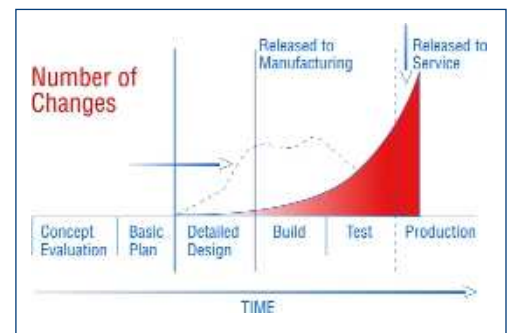 Number of
Changes
Released to
Manufacturing
Released to
Service
Concept
Evaluation
Basic
Plan
Detailed
Design
Build
Test
Production
TIME